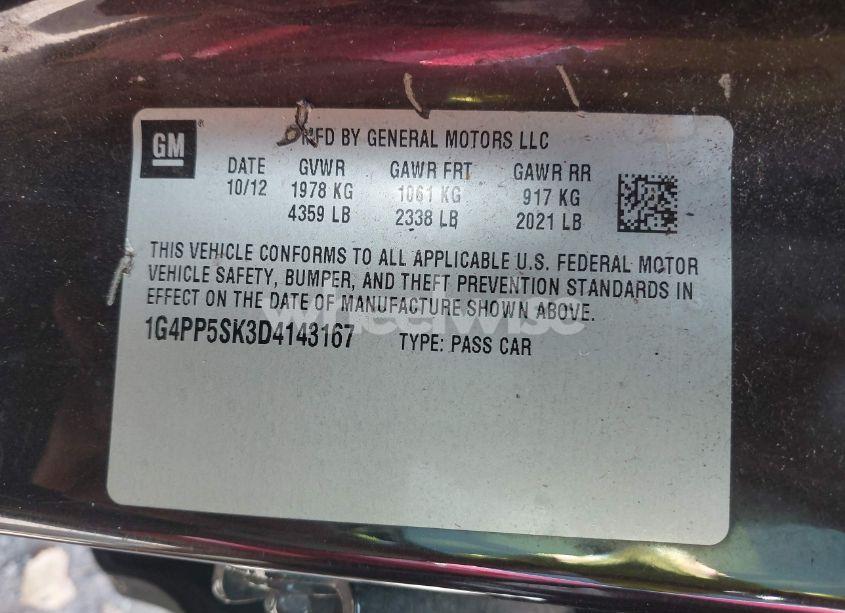 GM
®
MFD BY GENERAL MOTORS LLC
DATE GVWR GAWR FRT GAWR RR
10/12 1978 KG 1061 KG 917 KG
4359 LB 2338 LB 2021 LB
THIS VEHICLE CONFORMS TO ALL APPLICABLE U.S. FEDERAL MOTOR
VEHICLE SAFETY, BUMPER, AND THEFT PREVENTION STANDARDS IN
EFFECT ON THE DATE OF MANUFACTURE SHOWN ABOVE.
wheelwise
1G4PP5SK3D4143167 TYPE: PASS CAR